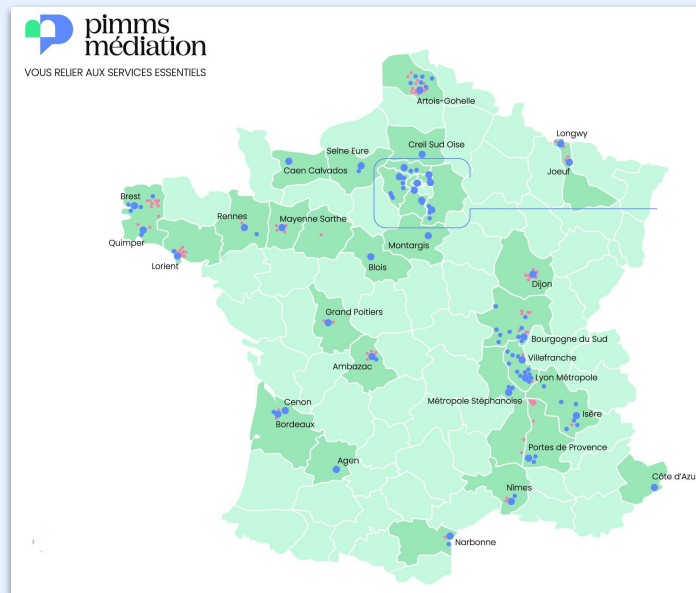 pimms
médiation
VOUS RELIER AUX SERVICES ESSENTIELS
Artois-Gohelle
Longwy
Creil Sud Oise
Seine Eure
Joeuf
Caen Calvados
Brest
Rennes
Mayenne Sarthe
Quimper
Montargis
Lorient
Blois
Dijon
Grand Poitiers
Bourgogne du Sud
Villefranche
Ambazac
Lyon Métropole
Métropole Stéphanoise
Cenon
Isère
Bordeaux
Portes de Provence
Agen
Côte d'Azu
Nîmes
Narbonne